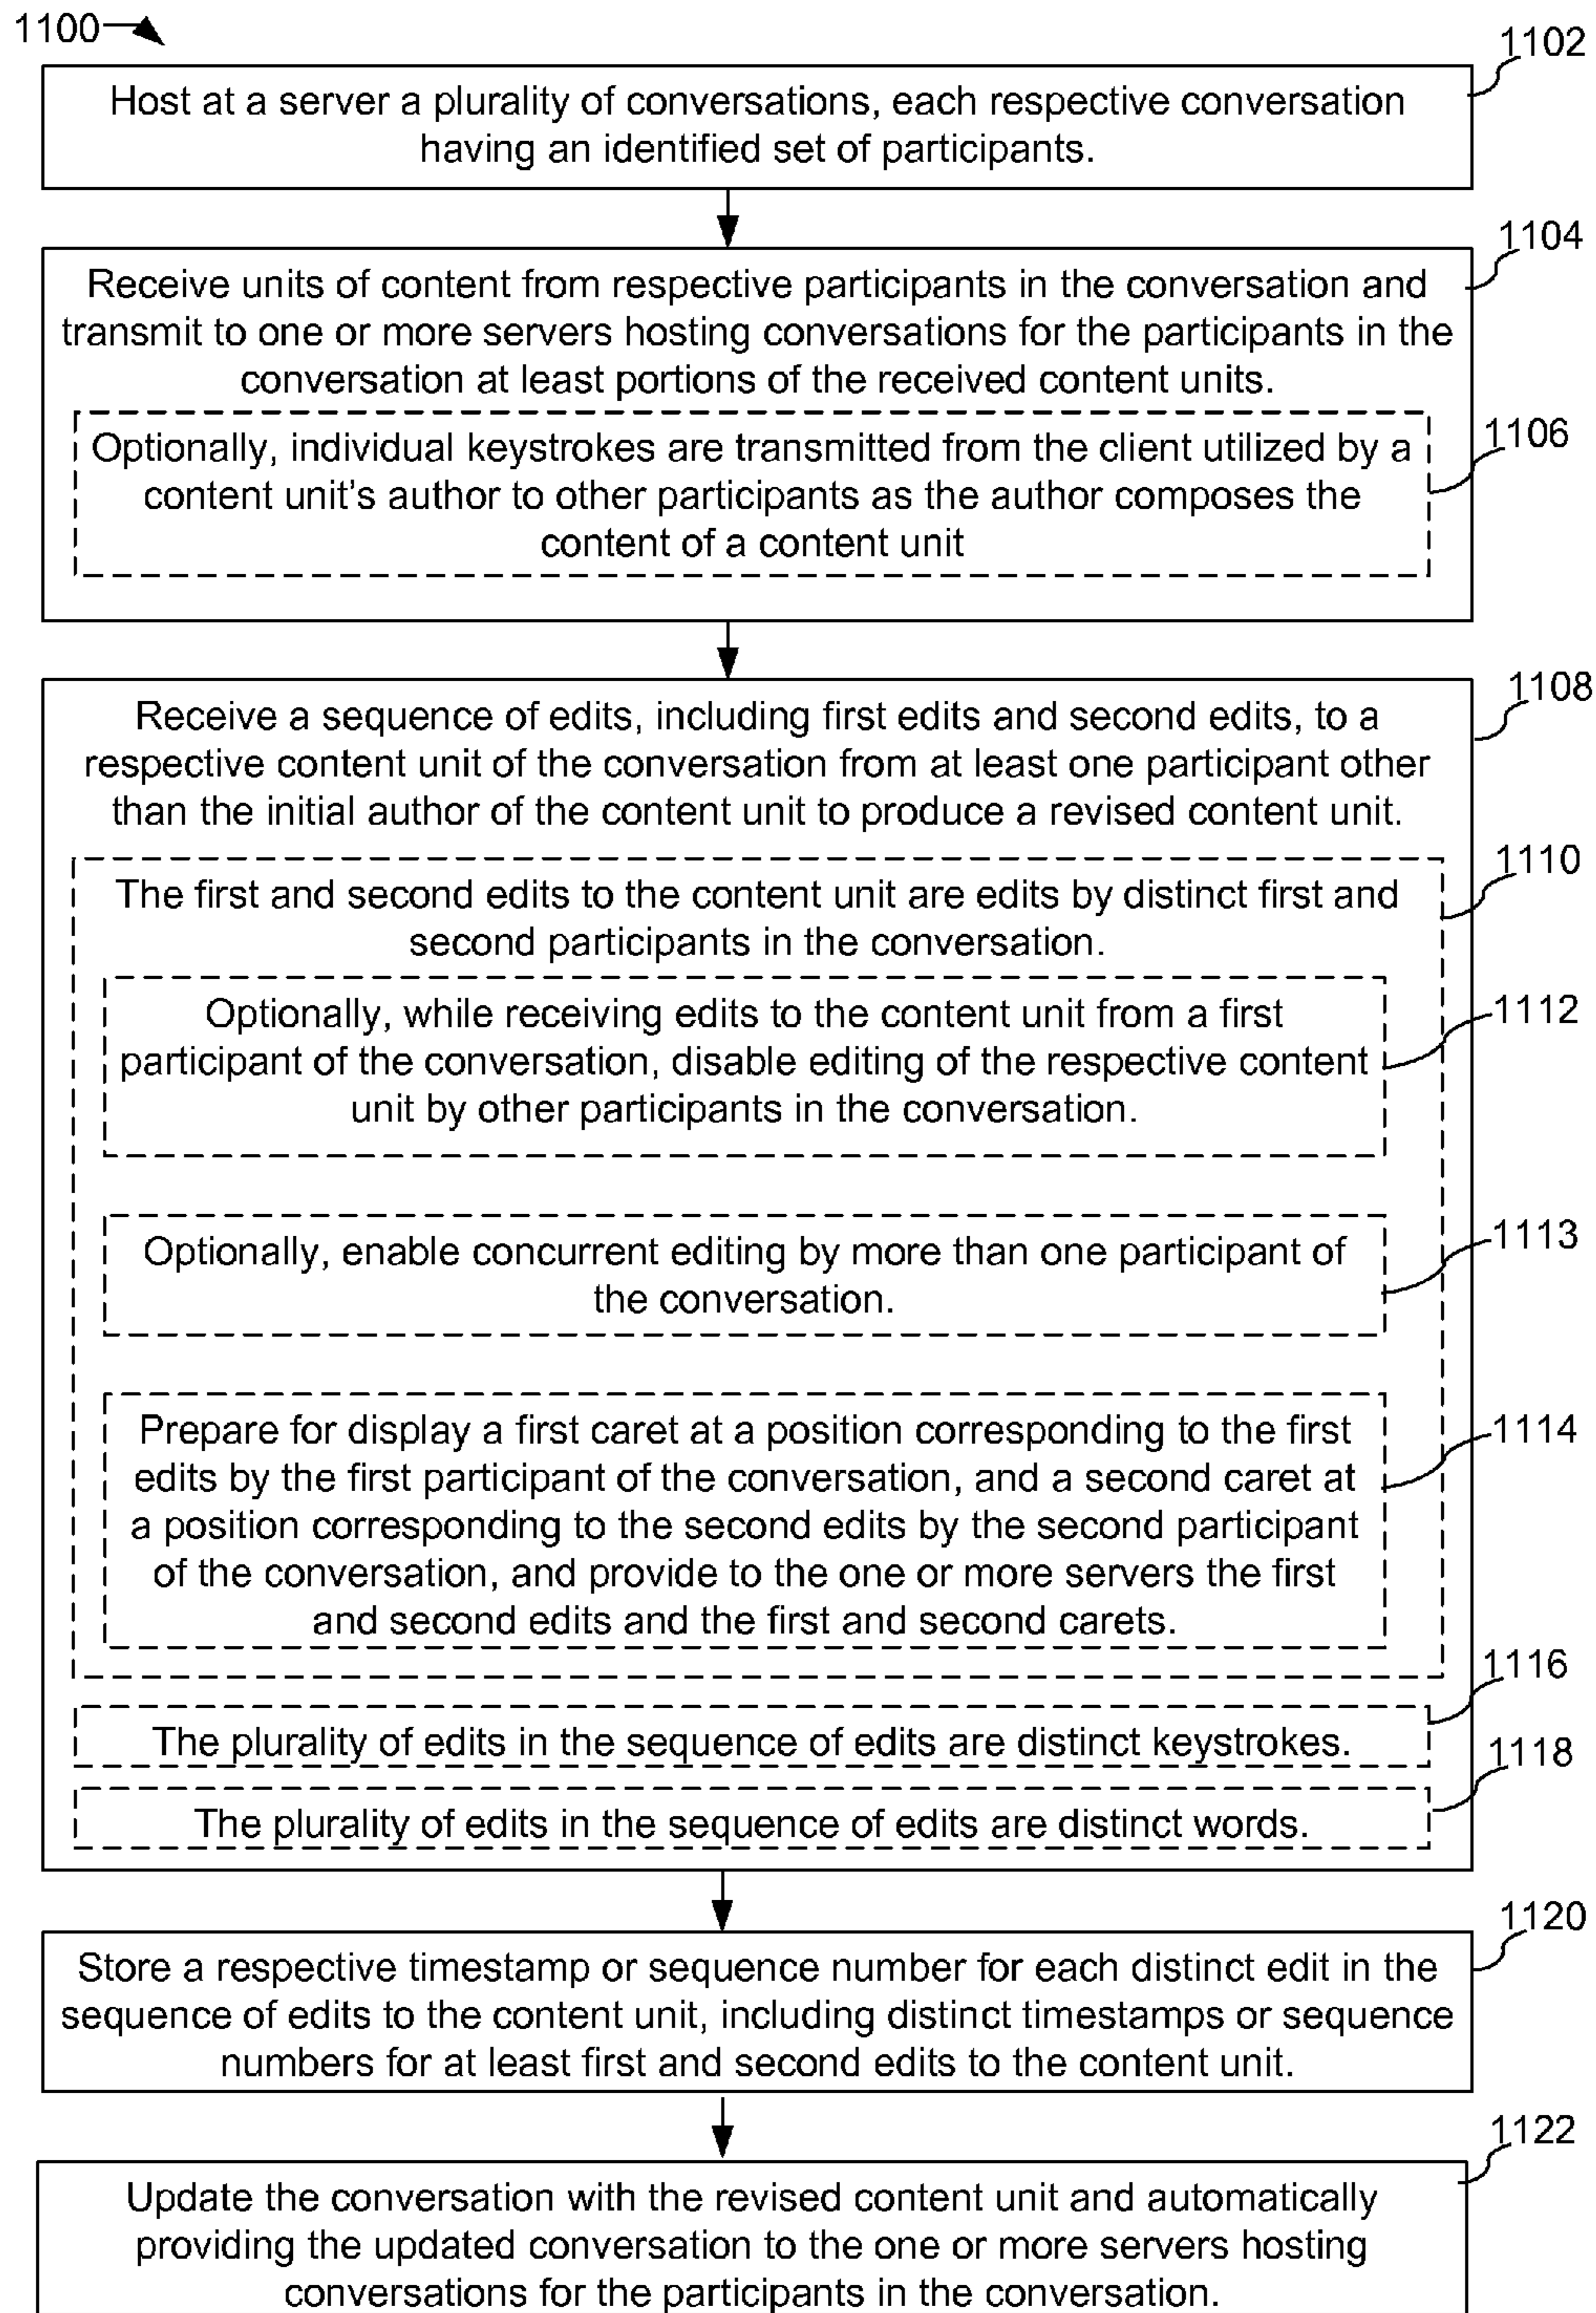 1100
1102
Host at a server a plurality of conversations, each respective conversation
having an identified set of participants.
1104
Receive units of content from respective participants in the conversation and
transmit to one or more servers hosting conversations for the participants in the
conversation at least portions of the received content units.
1106
Optionally, individual keystrokes are transmitted from the client utilized by a
content unit's author to other participants as the author composes the
content of a content unit
1108
Receive a sequence of edits, including first edits and second edits, to a
respective content unit of the conversation from at least one participant other
than the initial author of the content unit to produce a revised content unit.
1110
The first and second edits to the content unit are edits by distinct first and
second participants in the conversation.
1112
Optionally, while receiving edits to the content unit from a first
participant of the conversation, disable editing of the respective content
unit by other participants in the conversation.
1113
Optionally, enable concurrent editing by more than one participant of
the conversation.
1114
Prepare for display a first caret at a position corresponding to the first
edits by the first participant of the conversation, and a second caret at
a position corresponding to the second edits by the second participant
of the conversation, and provide to the one or more servers the first
and second edits and the first and second carets.
1116
The plurality of edits in the sequence of edits are distinct keystrokes.
1118
The plurality of edits in the sequence of edits are distinct words.
1120
Store a respective timestamp or sequence number for each distinct edit in the
sequence of edits to the content unit, including distinct timestamps or sequence
numbers for at least first and second edits to the content unit.
1122
Update the conversation with the revised content unit and automatically
providing the updated conversation to the one or more servers hosting
conversations for the participants in the conversation.